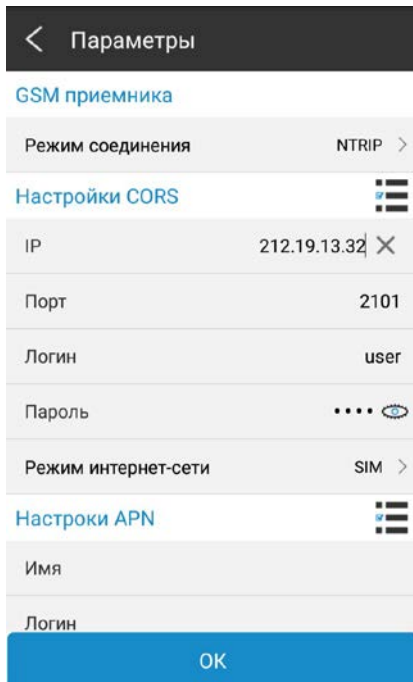 Параметры
GSM приемника
Режим соединения NTRIP
Настройки CORS
IP 212.19.13.32
Порт 2101
Логин user
Пароль ••••
Режим интернет-сети SIM
Настроки APN
Имя
Логин
ОК